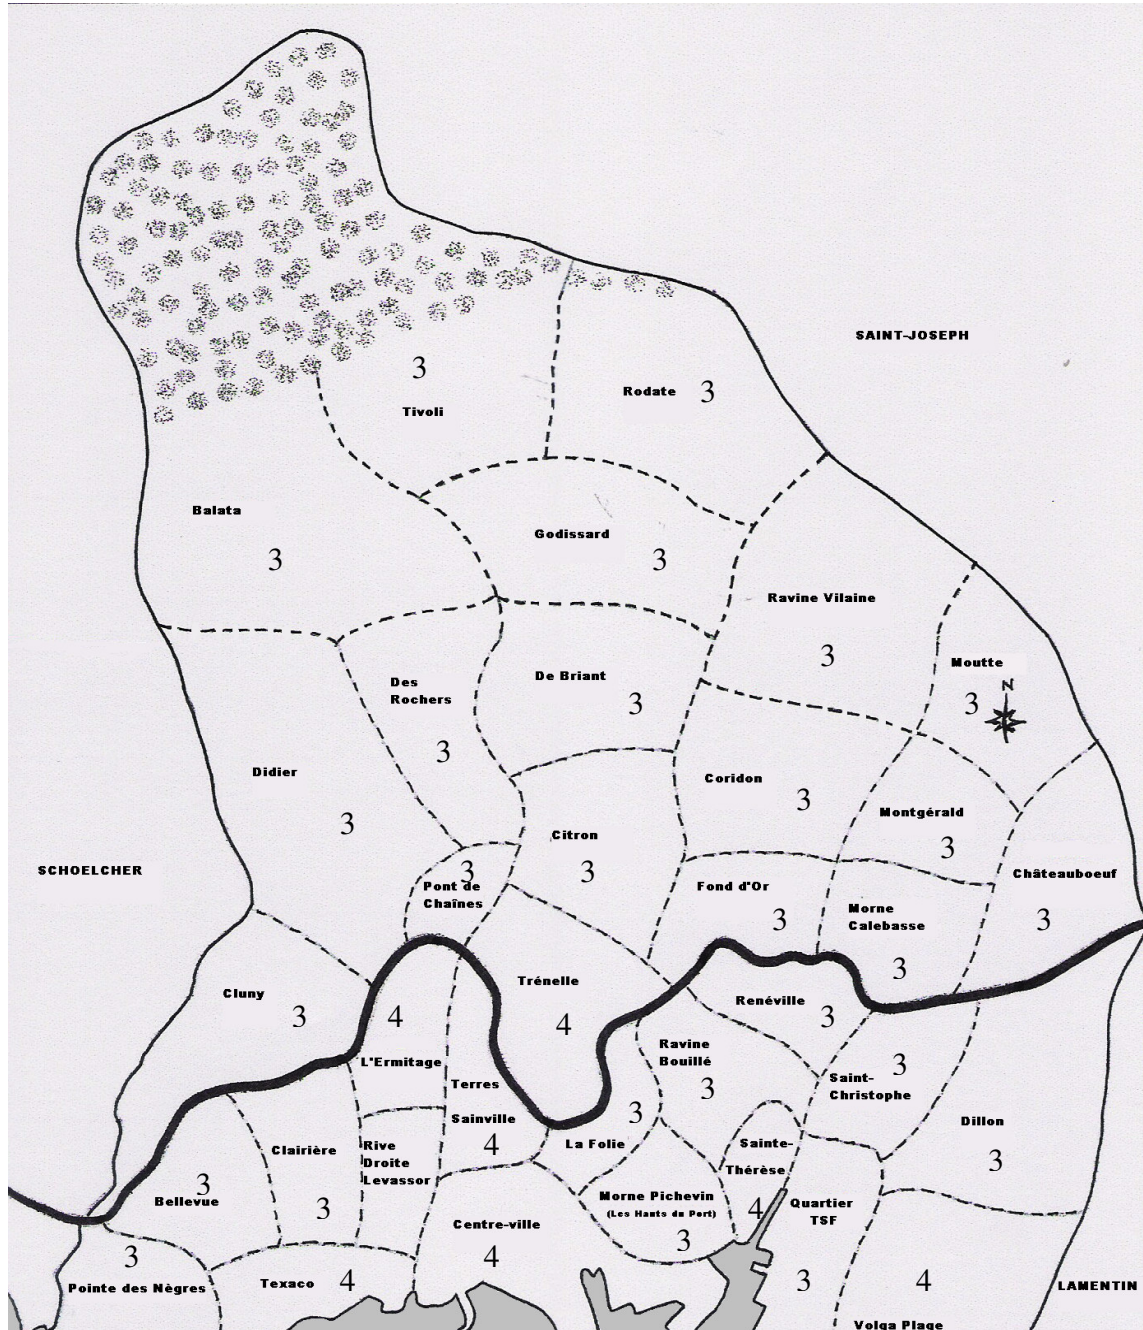 SAINT-JOSEPH
3
Tivoli
Rodate 3
Balata
3
Godissard
3
Ravine Vilaine
3
Moutte
3
N
Des
Rochers
3
De Briant
3
Didier
3
Coridon
3
Montgérald
3
Citron
3
SCHOELCHER
3
Pont de
Chaînes
Fond d'Or
3
Morne
Calebasse
3
Châteauboeuf
3
Cluny
3
4
L'Ermitage
Trénelle
4
Renéville
3
Ravine
Bouillé
3
3
Saint-
Christophe
Terres
Sainville
4
3
La Folie
Dillon
3
Clairière
3
Rive
Droite
Levassor
Sainte-
Thérèse
4
3
Bellevue
Morne Pichevin
(Les Hauts du Port)
3
Quartier
TSF
3
Centre-ville
4
3
Pointe des Nègres
Texaco 4
4
Volga Plage
LAMENTIN